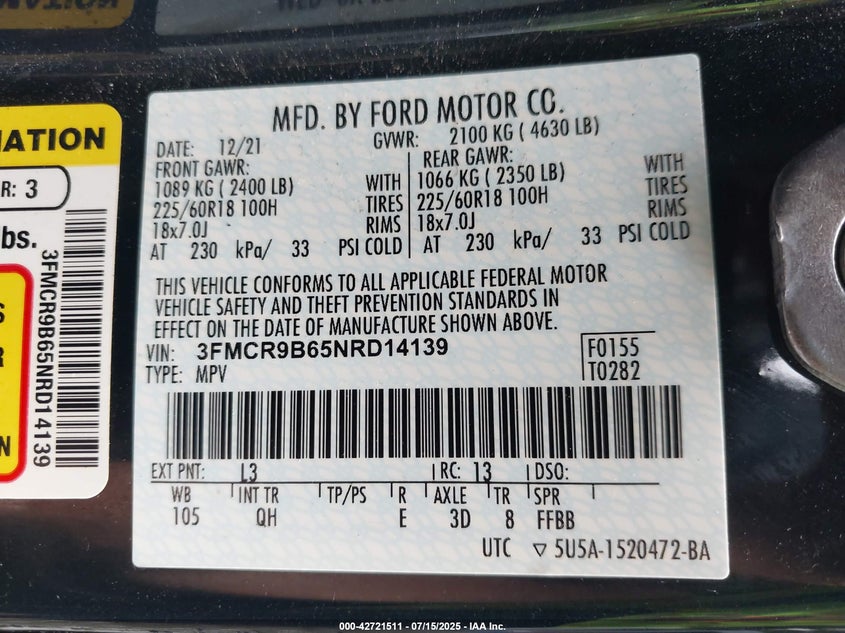 MATION
R: 3
bs.
3FMCR9B65NRD14139
S
R
N
MFD. BY FORD MOTOR CO.
DATE: 12/21 GVWR: 2100 KG ( 4630 LB)
FRONT GAWR: REAR GAWR:
1089 KG ( 2400 LB) WITH 1066 KG ( 2350 LB) WITH
225/60R18 100H TIRES 225/60R18 100H TIRES
18x7.0J RIMS 18x7.0J RIMS
AT 230 kPa/ 33 PSI COLD AT 230 kPa/ 33 PSI COLD
THIS VEHICLE CONFORMS TO ALL APPLICABLE FEDERAL MOTOR
VEHICLE SAFETY AND THEFT PREVENTION STANDARDS IN
EFFECT ON THE DATE OF MANUFACTURE SHOWN ABOVE.
VIN: 3FMCR9B65NRD14139 F0155
TYPE: MPV T0282
EXT PNT: L3 RC: 13 DSO:
WB INT TR TP/PS R AXLE TR SPR
105 QH E 3D 8 FFBB
UTC ▽ 5U5A-1520472-BA
000-42721511 - 07/15/2025 - IAA Inc.